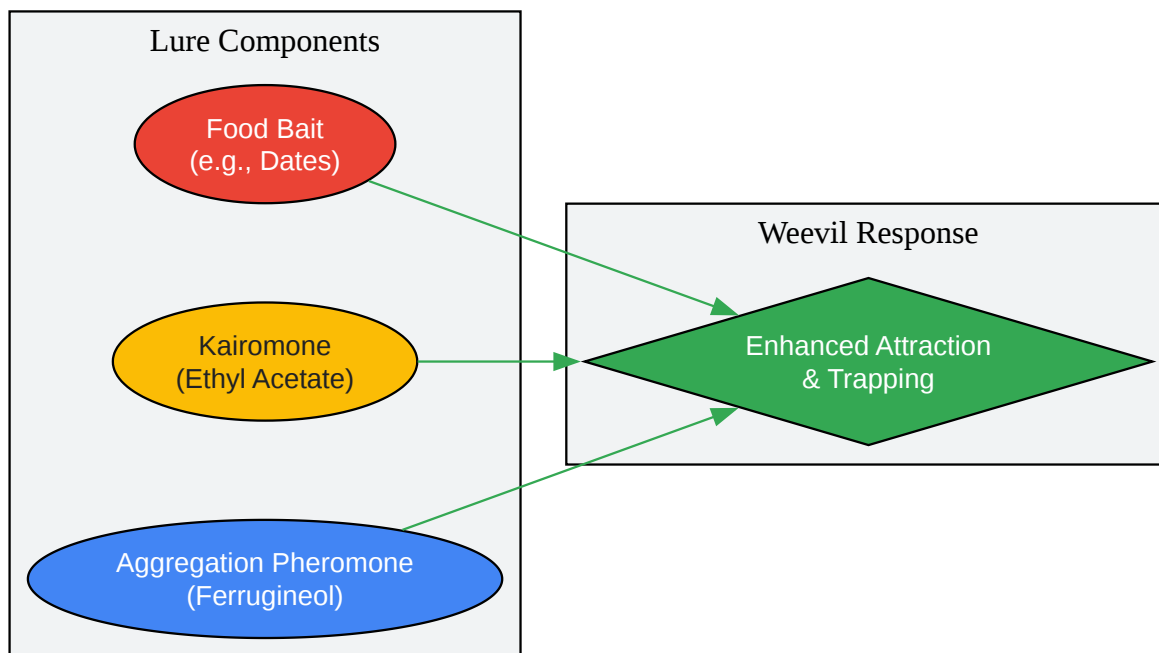 Lure Components
Food Bait
(e.g., Dates)
Kairomone
(Ethyl Acetate)
Aggregation Pheromone
(Ferrugineol)
Weevil Response
Enhanced Attraction
& Trapping